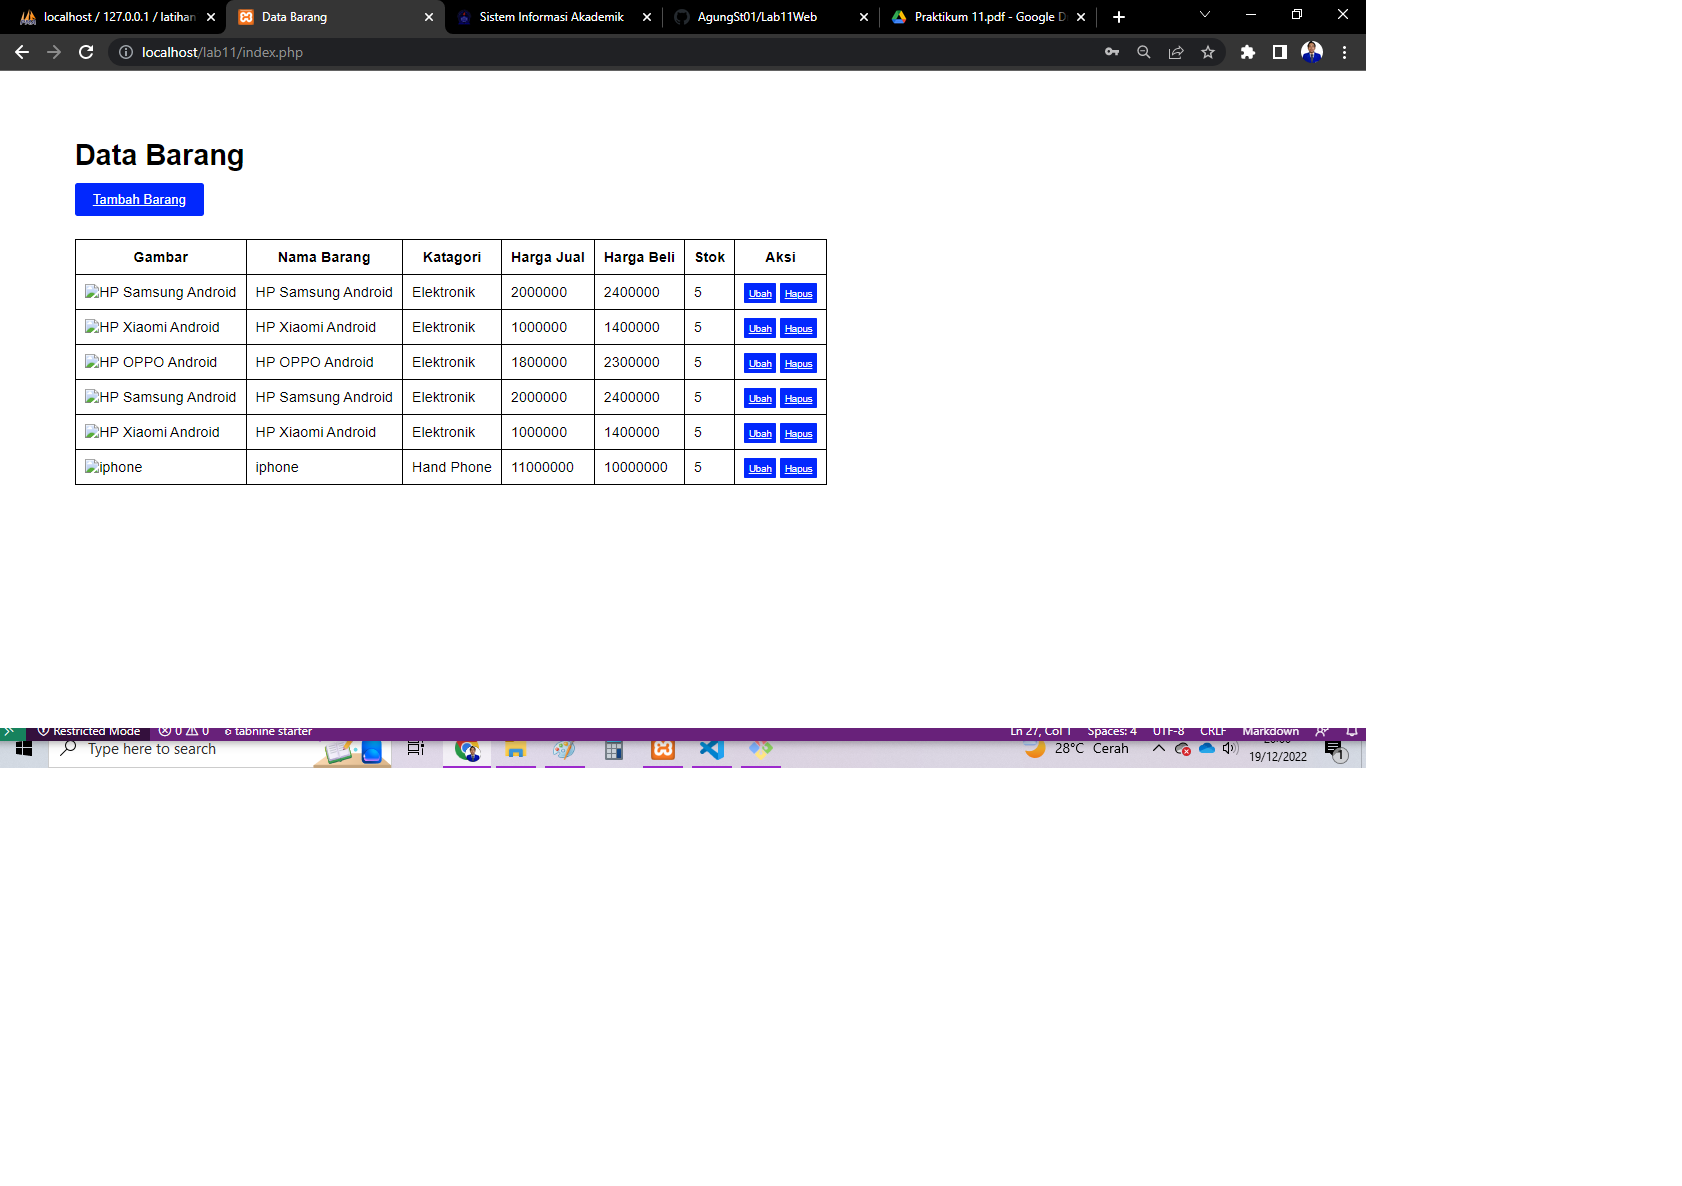 localhost / 127.0.0.1 / latihan
Data Barang
Sistem Informasi Akademik
AgungSt01/Lab11Web
Praktikum 11.pdf - Google D
localhost/lab11/index.php
Data Barang
Tambah Barang
Gambar Nama Barang Katagori Harga Jual Harga Beli Stok Aksi
HP Samsung Android HP Samsung Android Elektronik 2000000 2400000 5 Ubah Hapus
HP Xiaomi Android HP Xiaomi Android Elektronik 1000000 1400000 5 Ubah Hapus
HP OPPO Android HP OPPO Android Elektronik 1800000 2300000 5 Ubah Hapus
HP Samsung Android HP Samsung Android Elektronik 2000000 2400000 5 Ubah Hapus
HP Xiaomi Android HP Xiaomi Android Elektronik 1000000 1400000 5 Ubah Hapus
iphone iphone Hand Phone 11000000 10000000 5 Ubah Hapus
Restricted Mode 0 0 tabnine starter Ln 27, Col 1 Spaces: 4 UTF-8 CRLF Markdown
Type here to search 28°C Cerah
19/12/2022 1